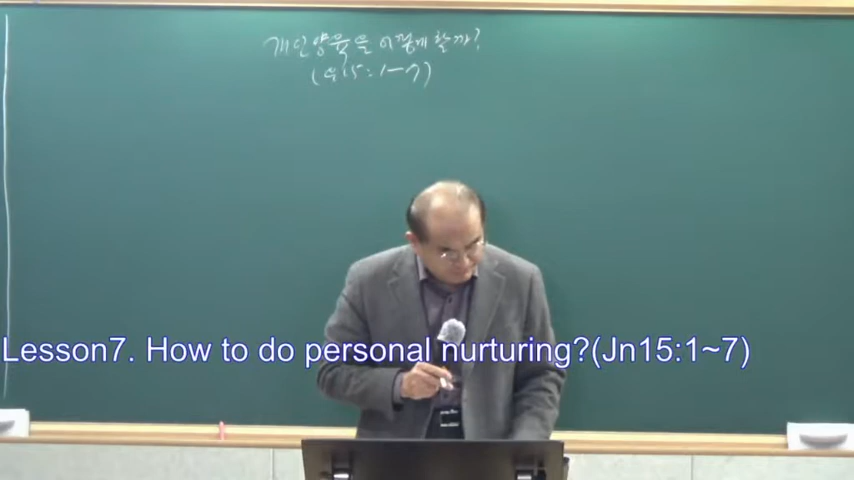 개인양육을 어떻게 할까?
(요15:1-7)
Lesson7. How to do personal nurturing?(Jn15:1~7)